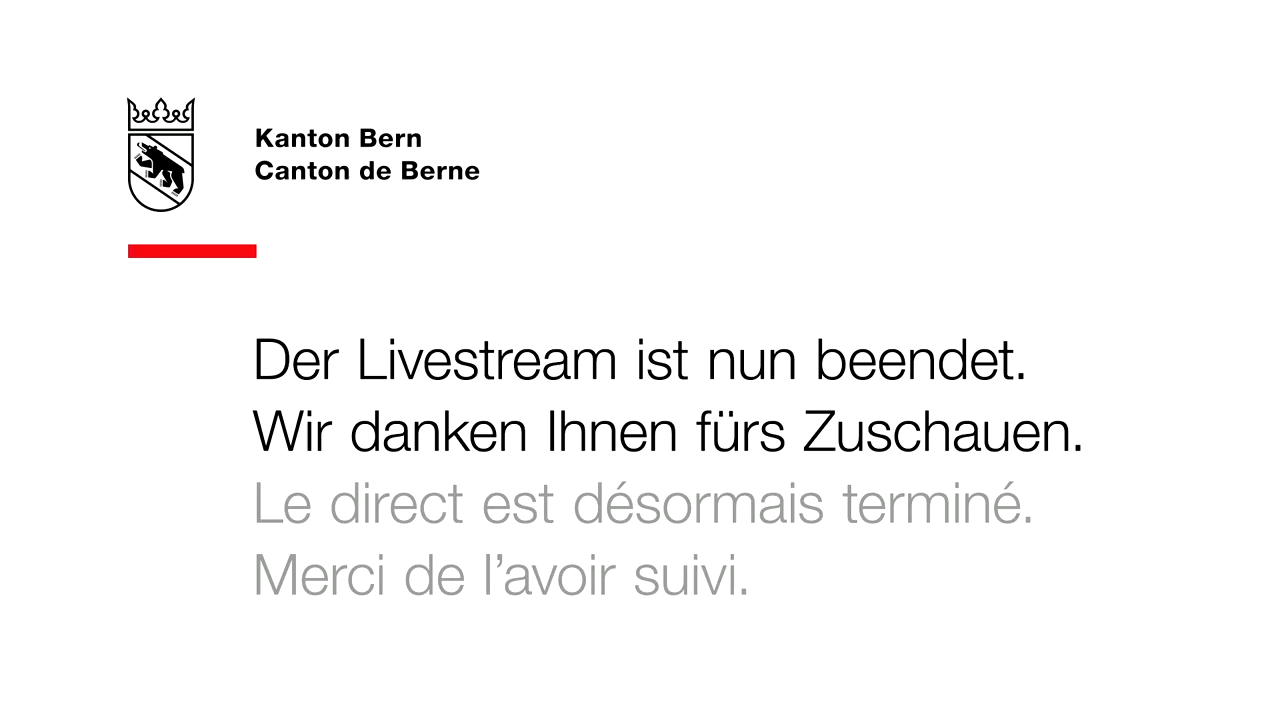 Kanton Bern
Canton de Berne
Der Livestream ist nun beendet.
Wir danken Ihnen fürs Zuschauen.
Le direct est désormais terminé.
Merci de l’avoir suivi.